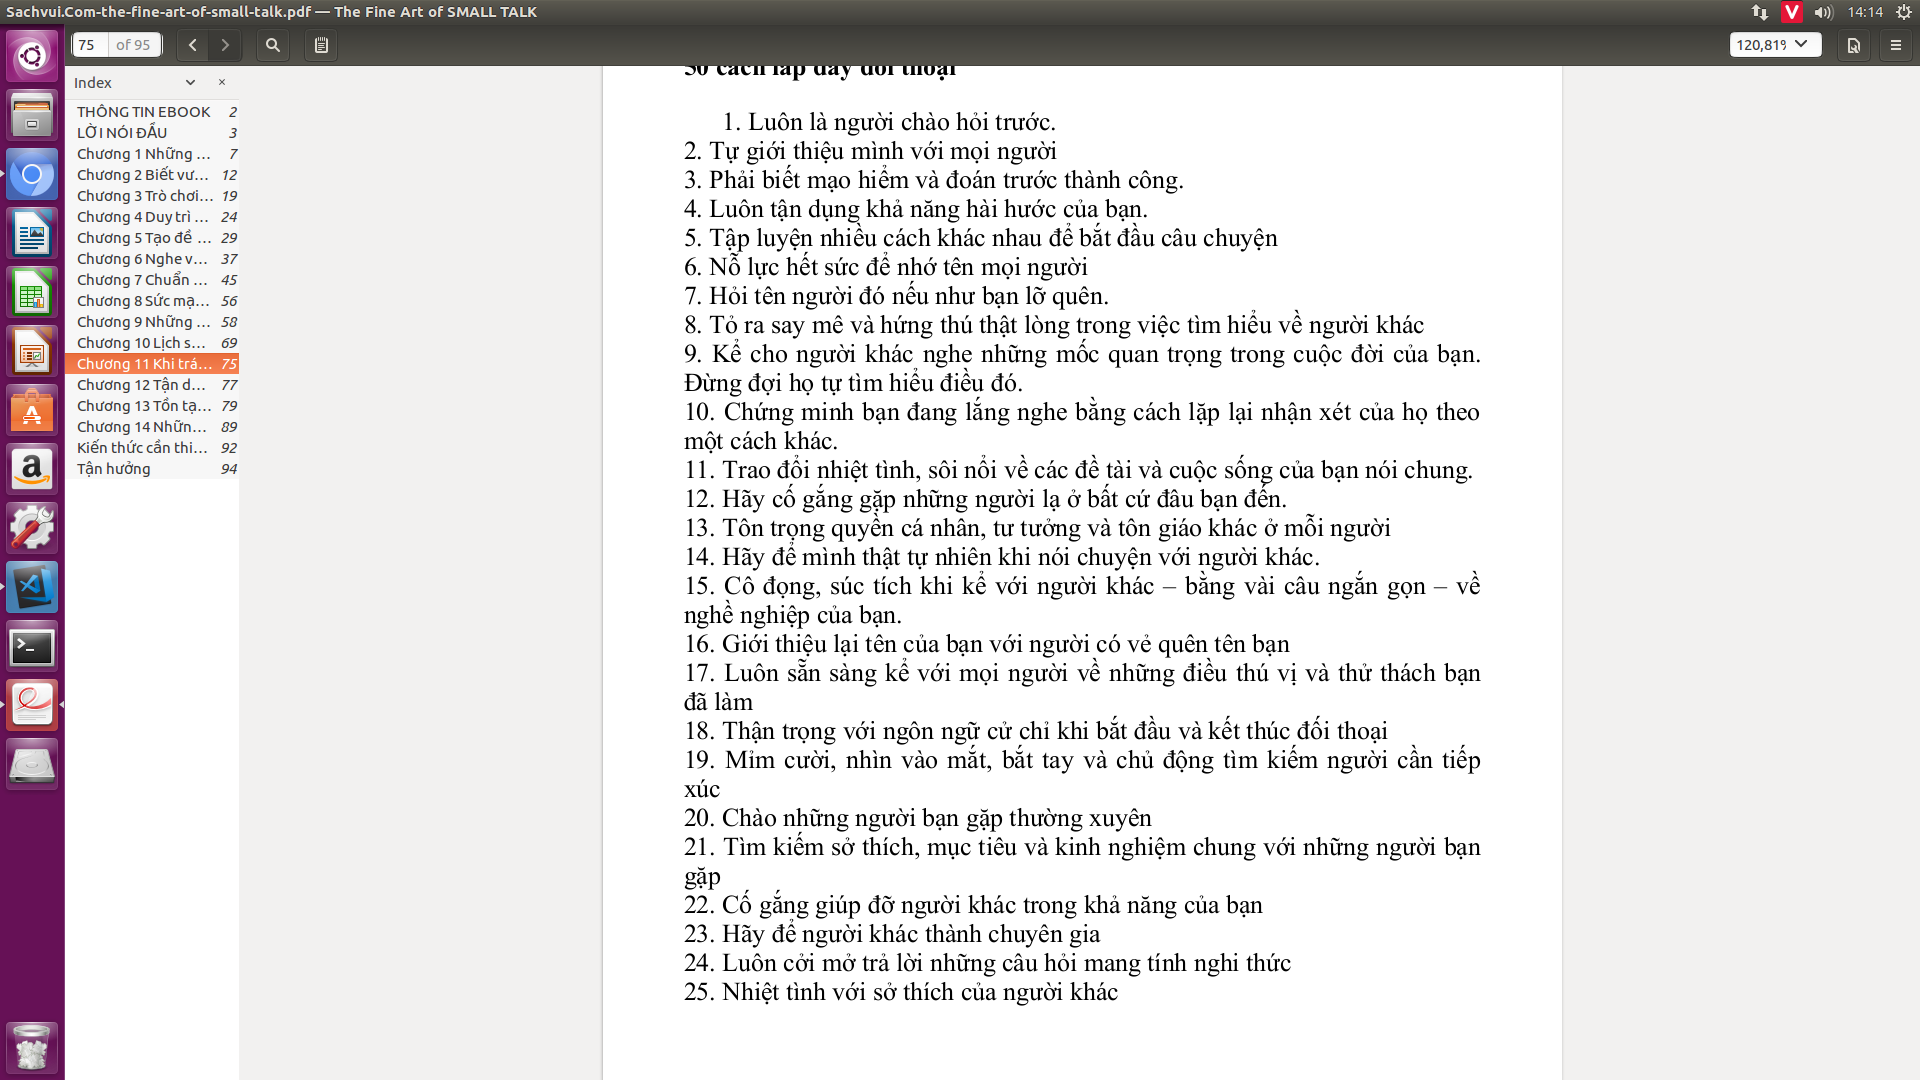 Sachvui.Com-the-fine-art-of-small-talk.pdf — The Fine Art of SMALL TALK
14:14
75 of 95
120,81%
Index
THÔNG TIN EBOOK 2
LỜI NÓI ĐẦU 3
Chương 1 Những ... 7
Chương 2 Biết vư... 12
Chương 3 Trò chơi... 19
Chương 4 Duy trì ... 24
Chương 5 Tạo đề ... 29
Chương 6 Nghe v... 37
Chương 7 Chuẩn ... 45
Chương 8 Sức mạ... 56
Chương 9 Những ... 58
Chương 10 Lịch s... 69
Chương 11 Khi trá... 75
Chương 12 Tận d... 77
Chương 13 Tồn tạ... 79
Chương 14 Nhữn... 89
Kiến thức cần thi... 92
Tận hưởng 94
50 cách lấp đầy đối thoại
1. Luôn là người chào hỏi trước.
2. Tự giới thiệu mình với mọi người
3. Phải biết mạo hiểm và đoán trước thành công.
4. Luôn tận dụng khả năng hài hước của bạn.
5. Tập luyện nhiều cách khác nhau để bắt đầu câu chuyện
6. Nỗ lực hết sức để nhớ tên mọi người
7. Hỏi tên người đó nếu như bạn lỡ quên.
8. Tỏ ra say mê và hứng thú thật lòng trong việc tìm hiểu về người khác
9. Kể cho người khác nghe những mốc quan trọng trong cuộc đời của bạn.
Đừng đợi họ tự tìm hiểu điều đó.
10. Chứng minh bạn đang lắng nghe bằng cách lặp lại nhận xét của họ theo
một cách khác.
11. Trao đổi nhiệt tình, sôi nổi về các đề tài và cuộc sống của bạn nói chung.
12. Hãy cố gắng gặp những người lạ ở bất cứ đâu bạn đến.
13. Tôn trọng quyền cá nhân, tư tưởng và tôn giáo khác ở mỗi người
14. Hãy để mình thật tự nhiên khi nói chuyện với người khác.
15. Cô đọng, súc tích khi kể với người khác – bằng vài câu ngắn gọn – về
nghề nghiệp của bạn.
16. Giới thiệu lại tên của bạn với người có vẻ quên tên bạn
17. Luôn sẵn sàng kể với mọi người về những điều thú vị và thử thách bạn
đã làm
18. Thận trọng với ngôn ngữ cử chỉ khi bắt đầu và kết thúc đối thoại
19. Mỉm cười, nhìn vào mắt, bắt tay và chủ động tìm kiếm người cần tiếp
xúc
20. Chào những người bạn gặp thường xuyên
21. Tìm kiếm sở thích, mục tiêu và kinh nghiệm chung với những người bạn
gặp
22. Cố gắng giúp đỡ người khác trong khả năng của bạn
23. Hãy để người khác thành chuyên gia
24. Luôn cởi mở trả lời những câu hỏi mang tính nghi thức
25. Nhiệt tình với sở thích của người khác